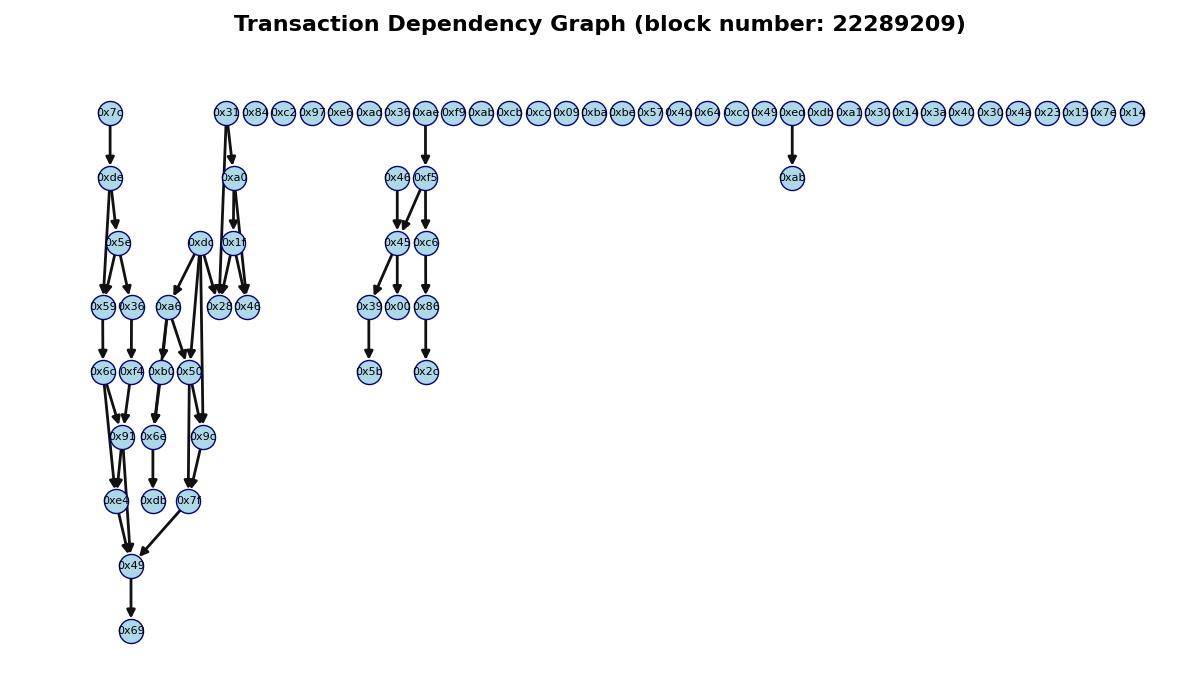 Transaction Dependency Graph (block number: 22289209)
0x7c 0x31 0x84 0xc2 0x97 0xe6 0xad 0x36 0xae 0xf9 0xab 0xcb 0xcc 0x09 0xba 0xbe 0x57 0x4d 0x64 0xcc 0x49 0xed 0xdb 0xa1 0x30 0x14 0x3a 0x40 0x30 0x4a 0x23 0x15 0x7e 0x14
0xde 0xa0 0x46 0xf5 0xab
0x5e 0xdc 0x1f 0x45 0xc6
0x59 0x36 0xa6 0x28 0x46 0x39 0x00 0x86
0x6c 0xf4 0xb0 0x50 0x5b 0x2c
0x91 0x6e 0x9c
0xe4 0xdb 0x7f
0x49
0x69